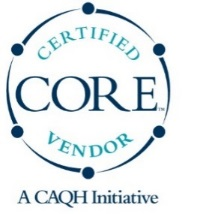 CERTIFIED
CORE™
VENDOR
A CAQH Initiative